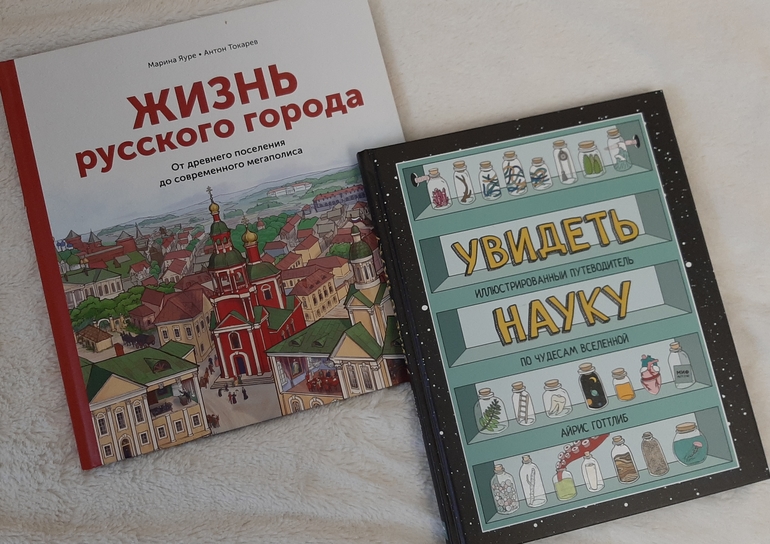 Марина Яуре • Антон Токарев
ЖИЗНЬ
русского города
От древнего поселения
до современного мегаполиса
УВИДЕТЬ
ИЛЛЮСТРИРОВАННЫЙ ПУТЕВОДИТЕЛЬ
НАУКУ
ПО ЧУДЕСАМ ВСЕЛЕННОЙ
АЙРИС ГОТТЛИБ